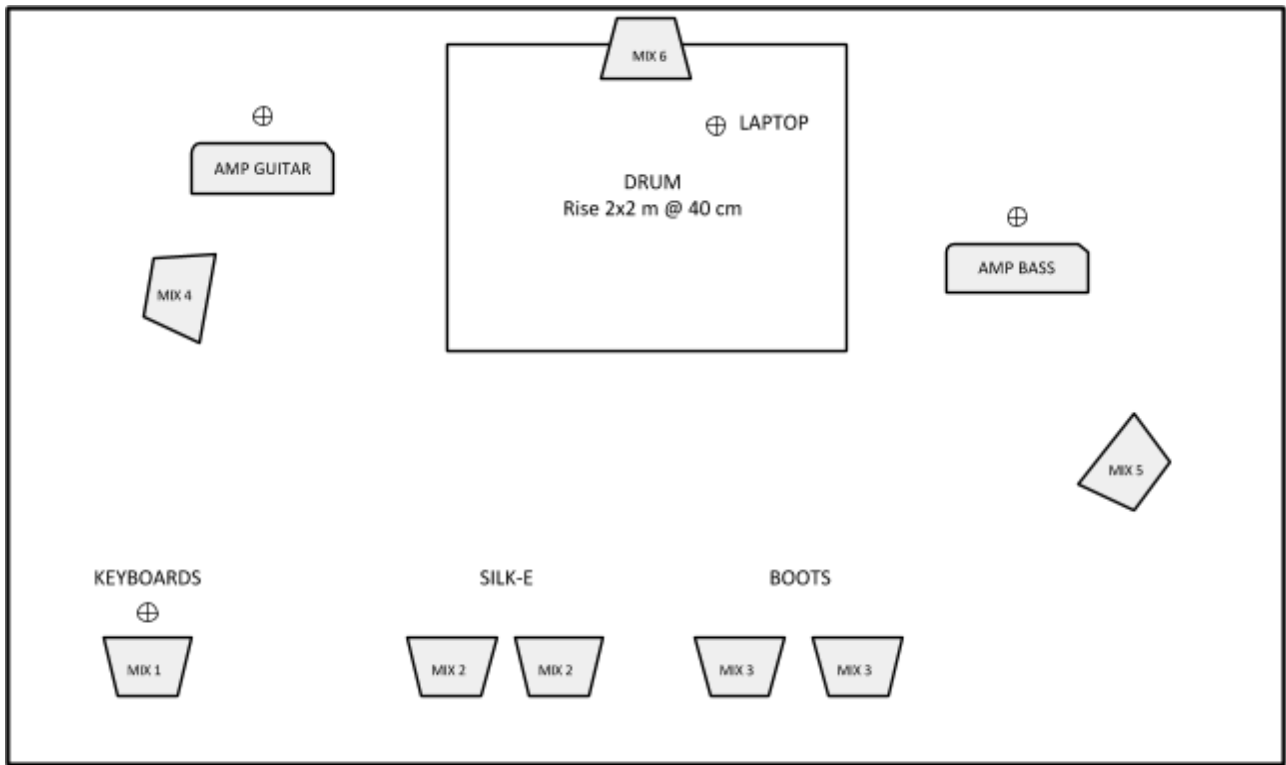 MIX 6
LAPTOP
AMP GUITAR
DRUM
Rise 2x2 m @ 40 cm
AMP BASS
MIX 4
MIX 5
KEYBOARDS
SILK-E
BOOTS
MIX 1
MIX 2
MIX 2
MIX 3
MIX 3